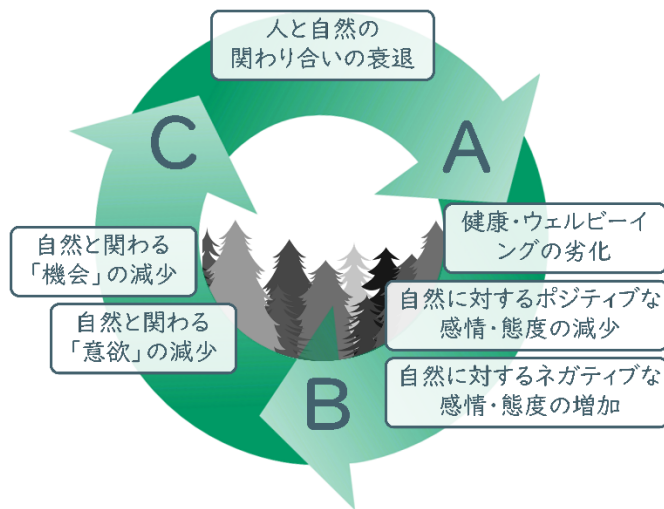 人と自然の
関わり合いの衰退
A
健康・ウェルビーイ
ングの劣化
自然に対するポジティブな
感情・態度の減少
自然に対するネガティブな
感情・態度の増加
B
自然と関わる
「意欲」の減少
自然と関わる
「機会」の減少
C